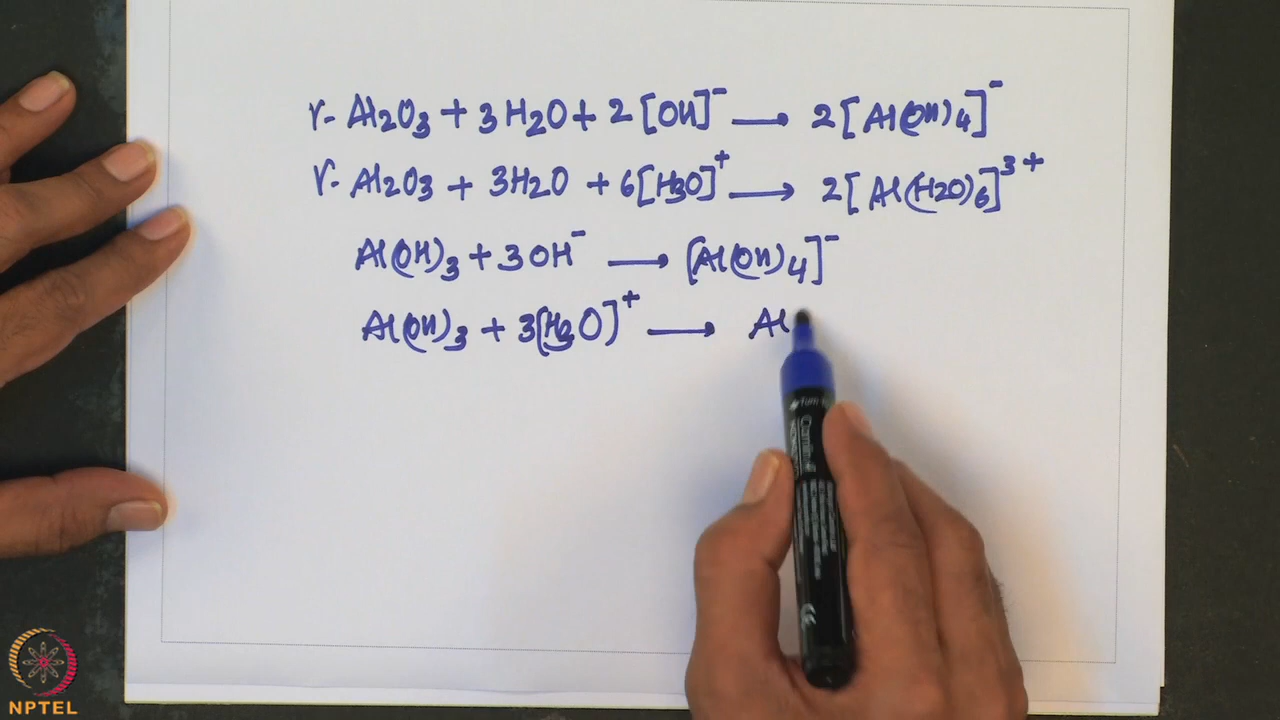 γ- Al2O3 + 3H2O + 2[OH]⁻ → 2[Al(OH)4]⁻
γ- Al2O3 + 3H2O + 6[H3O]⁺ → 2[Al(H2O)6]³⁺
Al(OH)3 + 3OH⁻ → [Al(OH)4]⁻
Al(OH)3 + 3[H3O]⁺ → Al
NPTEL